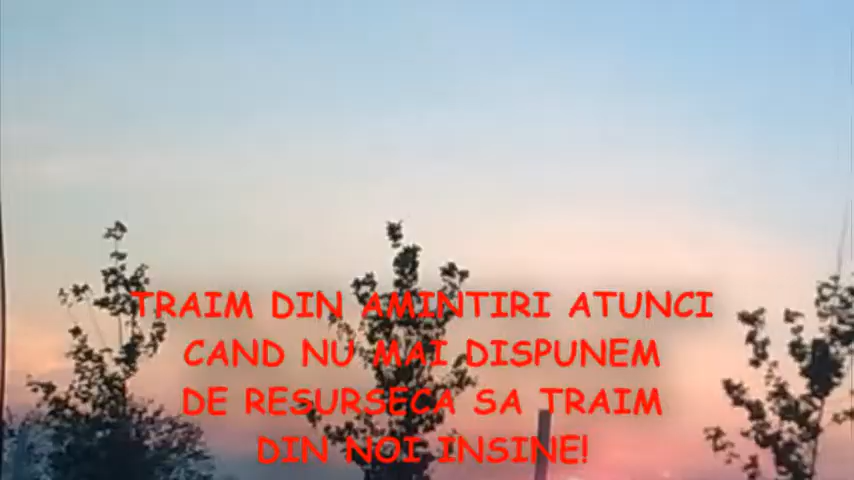 TRAIM DIN AMINTIRI ATUNCI
CAND NU MAI DISPUNEM
DE RESURSECA SA TRAIM
DIN NOI INSINE!